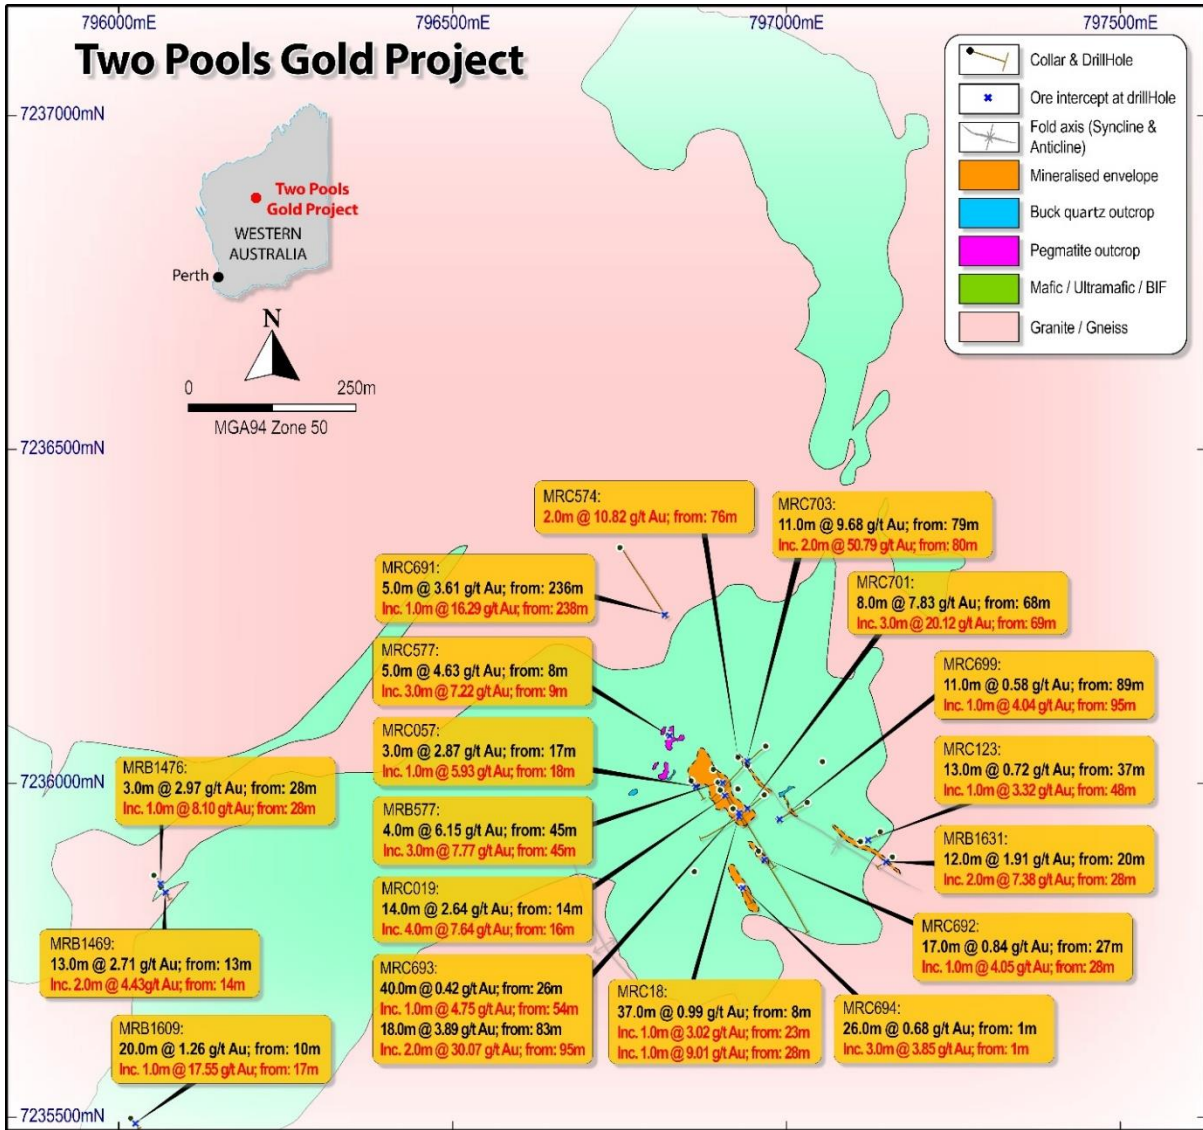 796000mE
796500mE
797000mE
797500mE
Two Pools Gold Project
7237000mN
Two Pools
Gold Project
WESTERN
AUSTRALIA
Perth
N
0
250m
MGA94 Zone 50
Collar & DrillHole
Ore intercept at drillHole
Fold axis (Syncline &
Anticline)
Mineralised envelope
Buck quartz outcrop
Pegmatite outcrop
Mafic / Ultramafic / BIF
Granite / Gneiss
7236500mN
MRC574:
2.0m @ 10.82 g/t Au; from: 76m
MRC703:
11.0m @ 9.68 g/t Au; from: 79m
Inc. 2.0m @ 50.79 g/t Au; from: 80m
MRC691:
5.0m @ 3.61 g/t Au; from: 236m
Inc. 1.0m @ 16.29 g/t Au; from: 238m
MRC701:
8.0m @ 7.83 g/t Au; from: 68m
Inc. 3.0m @ 20.12 g/t Au; from: 69m
MRC577:
5.0m @ 4.63 g/t Au; from: 8m
Inc. 3.0m @ 7.22 g/t Au; from: 9m
MRC699:
11.0m @ 0.58 g/t Au; from: 89m
Inc. 1.0m @ 4.04 g/t Au; from: 95m
MRC057:
3.0m @ 2.87 g/t Au; from: 17m
Inc. 1.0m @ 5.93 g/t Au; from: 18m
MRC123:
13.0m @ 0.72 g/t Au; from: 37m
Inc. 1.0m @ 3.32 g/t Au; from: 48m
7236000mN
MRB1476:
3.0m @ 2.97 g/t Au; from: 28m
Inc. 1.0m @ 8.10 g/t Au; from: 28m
MRB577:
4.0m @ 6.15 g/t Au; from: 45m
Inc. 3.0m @ 7.77 g/t Au; from: 45m
MRB1631:
12.0m @ 1.91 g/t Au; from: 20m
Inc. 2.0m @ 7.38 g/t Au; from: 28m
MRC019:
14.0m @ 2.64 g/t Au; from: 14m
Inc. 4.0m @ 7.64 g/t Au; from: 16m
MRC692:
17.0m @ 0.84 g/t Au; from: 27m
Inc. 1.0m @ 4.05 g/t Au; from: 28m
MRB1469:
13.0m @ 2.71 g/t Au; from: 13m
Inc. 2.0m @ 4.43g/t Au; from: 14m
MRC693:
40.0m @ 0.42 g/t Au; from: 26m
Inc. 1.0m @ 4.75 g/t Au; from: 54m
18.0m @ 3.89 g/t Au; from: 83m
Inc. 2.0m @ 30.07 g/t Au; from: 95m
MRC18:
37.0m @ 0.99 g/t Au; from: 8m
Inc. 1.0m @ 3.02 g/t Au; from: 23m
Inc. 1.0m @ 9.01 g/t Au; from: 28m
MRC694:
26.0m @ 0.68 g/t Au; from: 1m
Inc. 3.0m @ 3.85 g/t Au; from: 1m
MRB1609:
20.0m @ 1.26 g/t Au; from: 10m
Inc. 1.0m @ 17.55 g/t Au; from: 17m
7235500mN